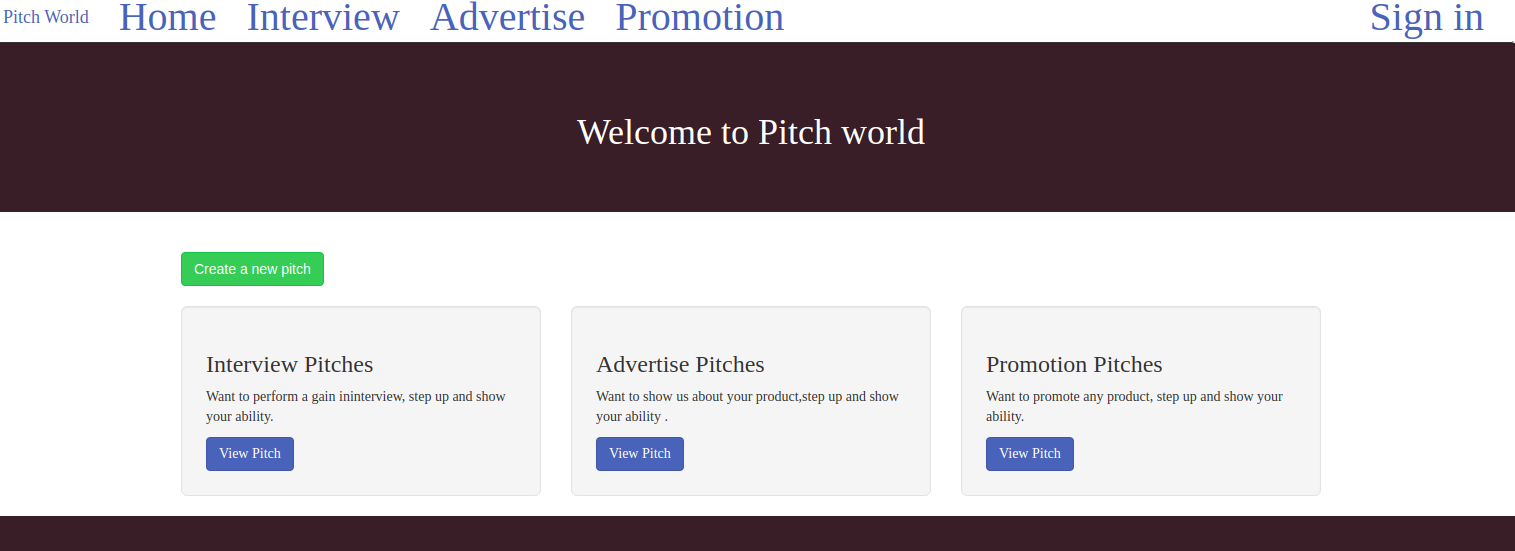 Pitch World Home Interview Advertise Promotion Sign in
Welcome to Pitch world
Create a new pitch
Interview Pitches
Want to perform a gain ininterview, step up and show
your ability.
View Pitch
Advertise Pitches
Want to show us about your product,step up and show
your ability .
View Pitch
Promotion Pitches
Want to promote any product, step up and show your
ability.
View Pitch